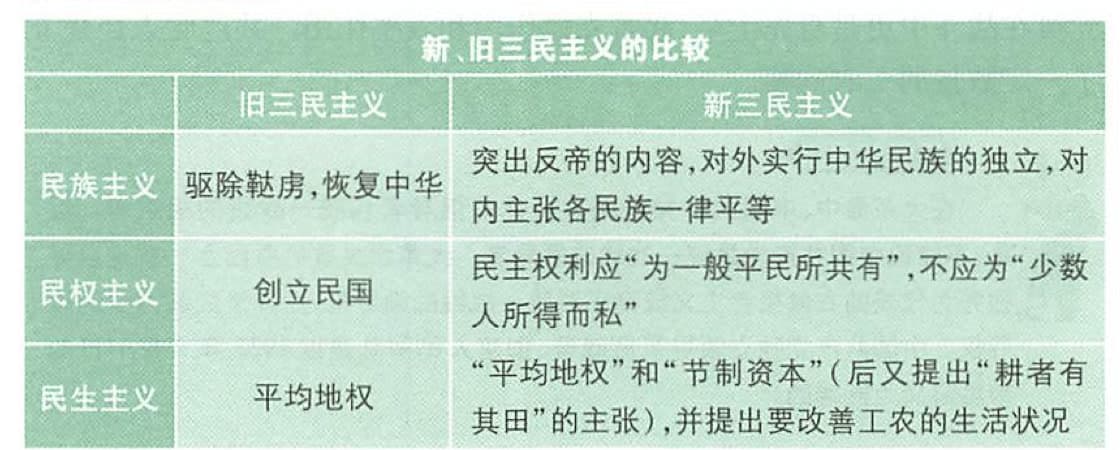 新、旧三民主义的比较
旧三民主义 新三民主义
民族主义 驱除鞑虏,恢复中华 突出反帝的内容,对外实行中华民族的独立,对
内主张各民族一律平等
民权主义 创立民国 民主权利应“为一般平民所共有”,不应为“少数
人所得而私”
民生主义 平均地权 “平均地权”和“节制资本”(后又提出“耕者有
其田”的主张),并提出要改善工农的生活状况